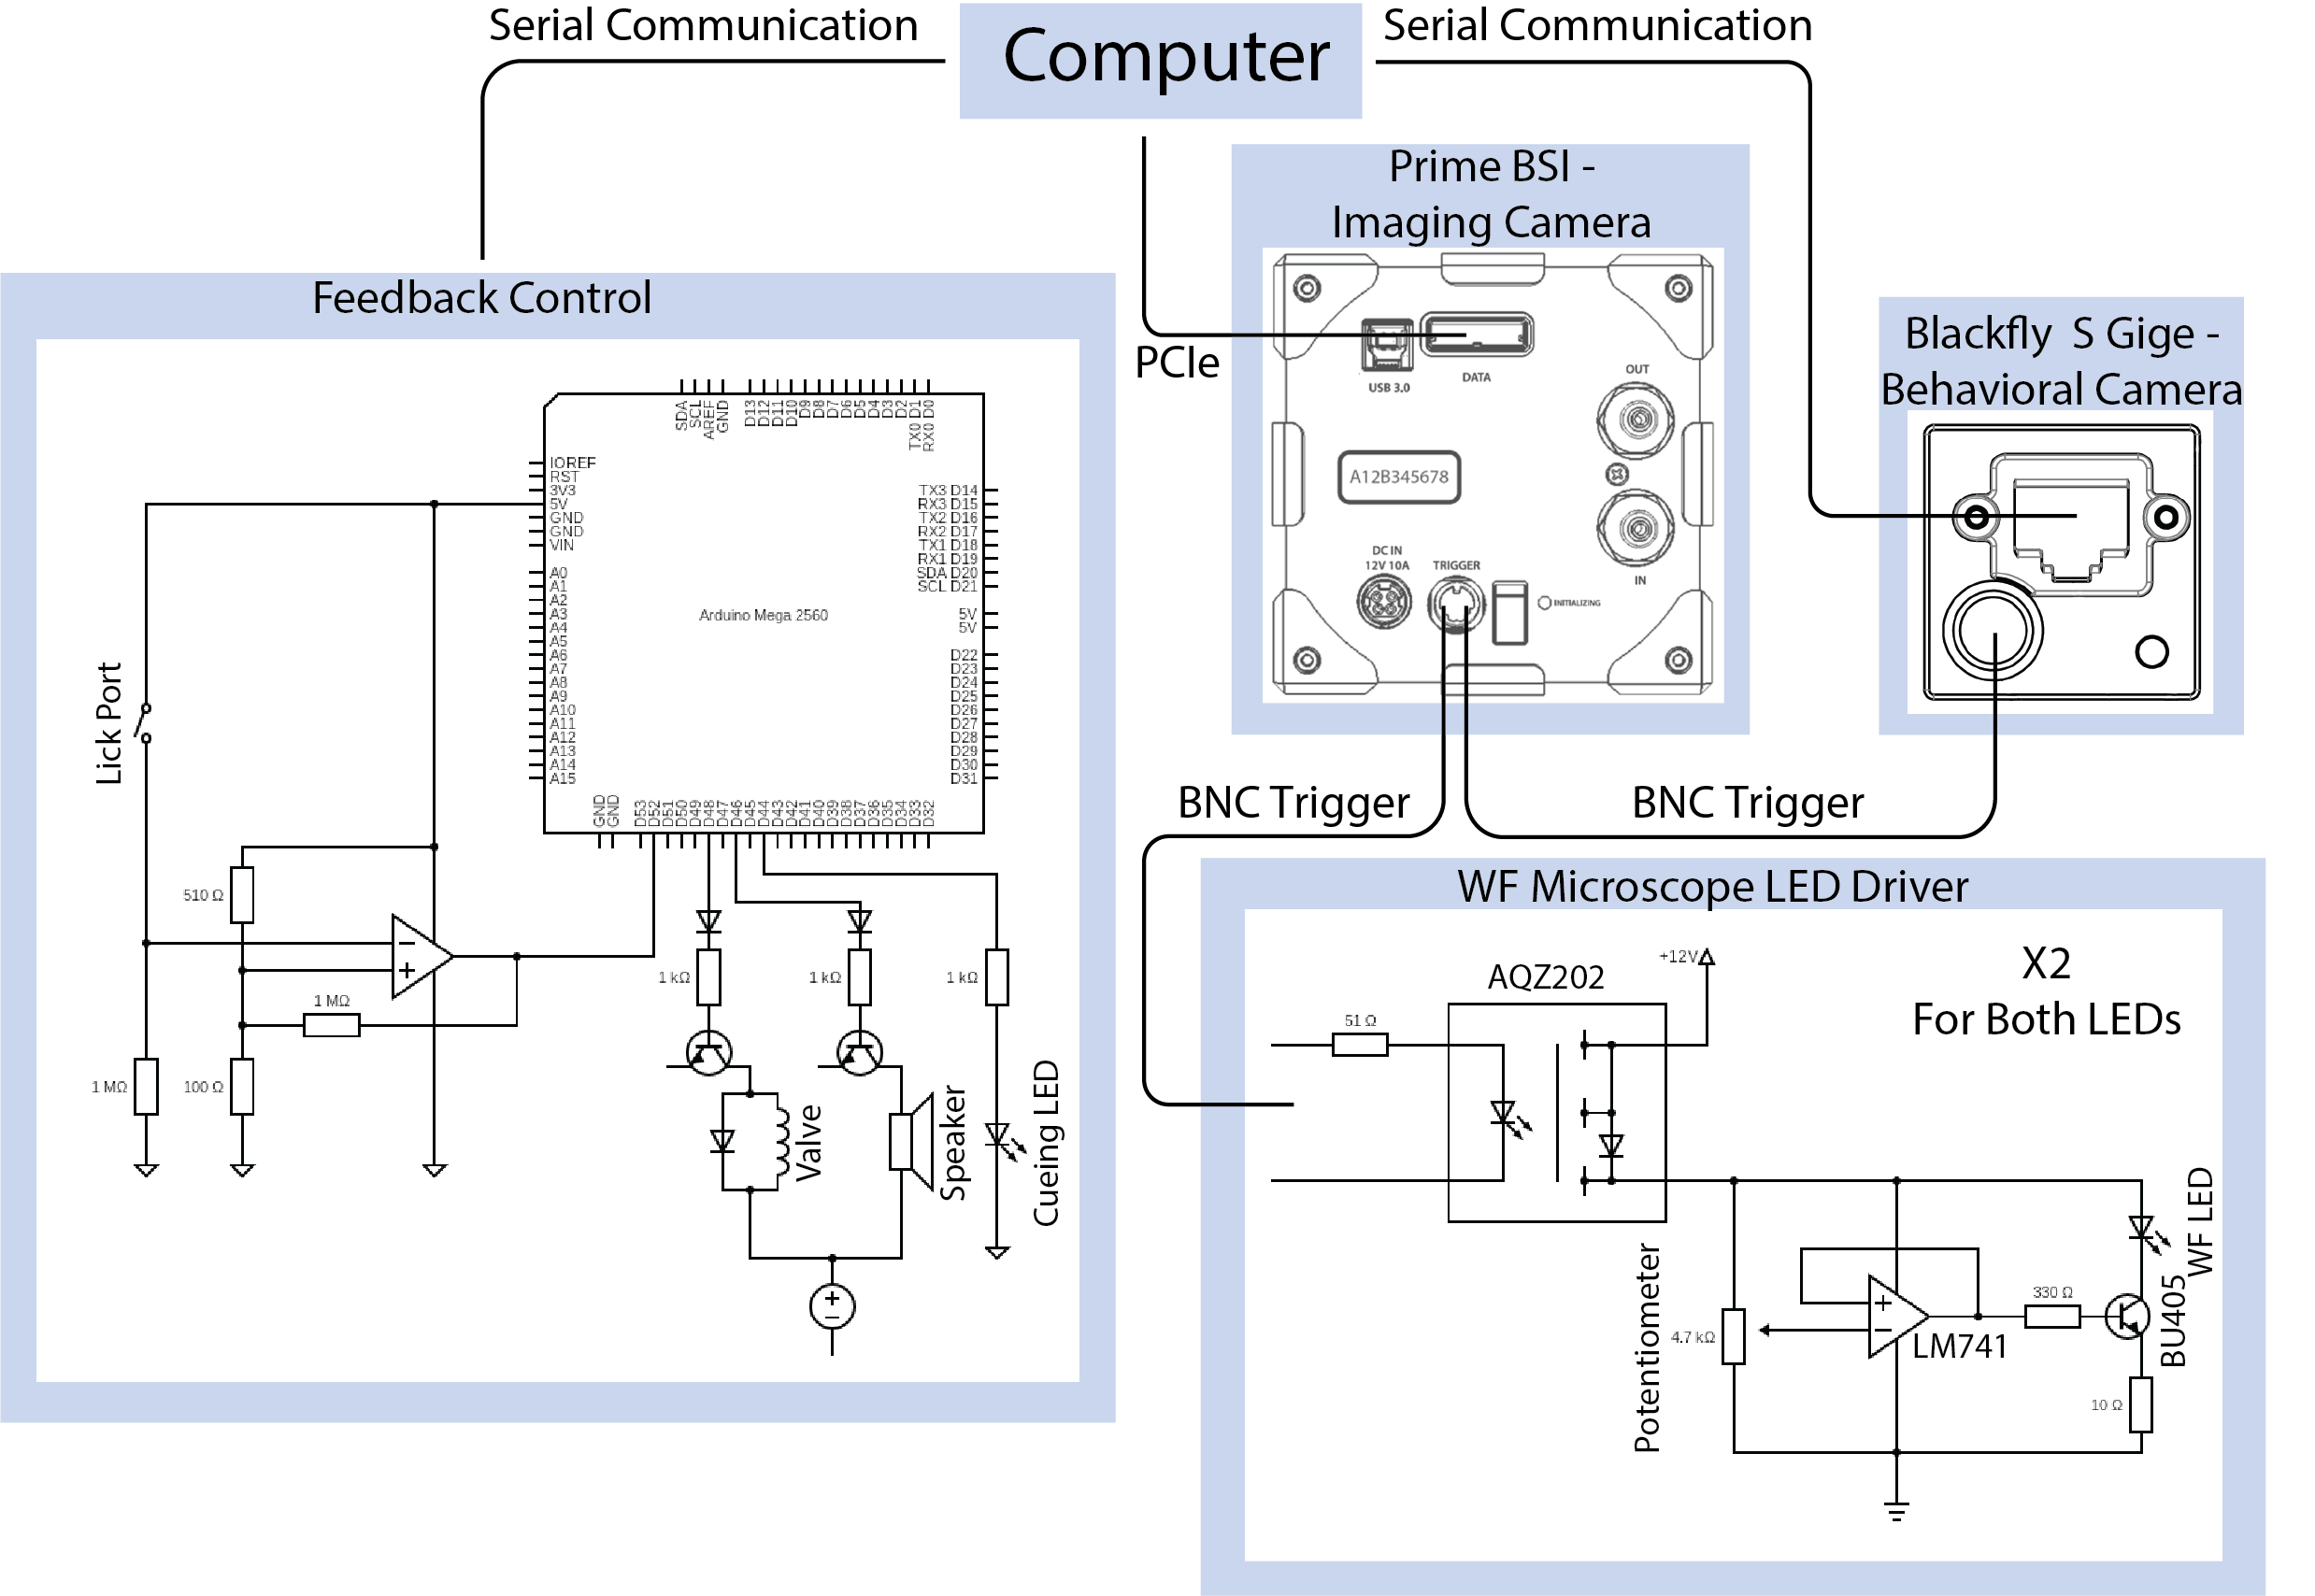 Serial Communication
Computer
Serial Communication
Prime BSI -
Imaging Camera
Feedback Control
Blackfly  S Gige -
Behavioral Camera
PCIe
USB 3.0
DATA
OUT
A12B345678
IN
DC IN
12V 10A
TRIGGER
INITIALIZING
SDA
SCL
AREF
GND
D13
D12
D11
D10
D9
D8
D7
D6
D5
D4
D3
D2
TX0 D1
RX0 D0
IOREF
RST
3V3
5V
GND
GND
VIN
A0
A1
A2
A3
A4
A5
A6
A7
A8
A9
A10
A11
A12
A13
A14
A15
Arduino Mega 2560
TX3 D14
RX3 D15
TX2 D16
RX2 D17
TX1 D18
RX1 D19
SDA D20
SCL D21
5V
5V
D22
D23
D24
D25
D26
D27
D28
D29
D30
D31
GND
GND
D53
D52
D51
D50
D49
D48
D47
D46
D45
D44
D43
D42
D41
D40
D39
D38
D37
D36
D35
D34
D33
D32
Lick Port
510 Ω
1 MΩ
1 MΩ
100 Ω
1 kΩ
1 kΩ
1 kΩ
Valve
Speaker
Cueing LED
BNC Trigger
BNC Trigger
WF Microscope LED Driver
AQZ202
+12V
X2
For Both LEDs
51 Ω
Potentiometer
4.7 kΩ
LM741
330 Ω
BU405
WF LED
10 Ω